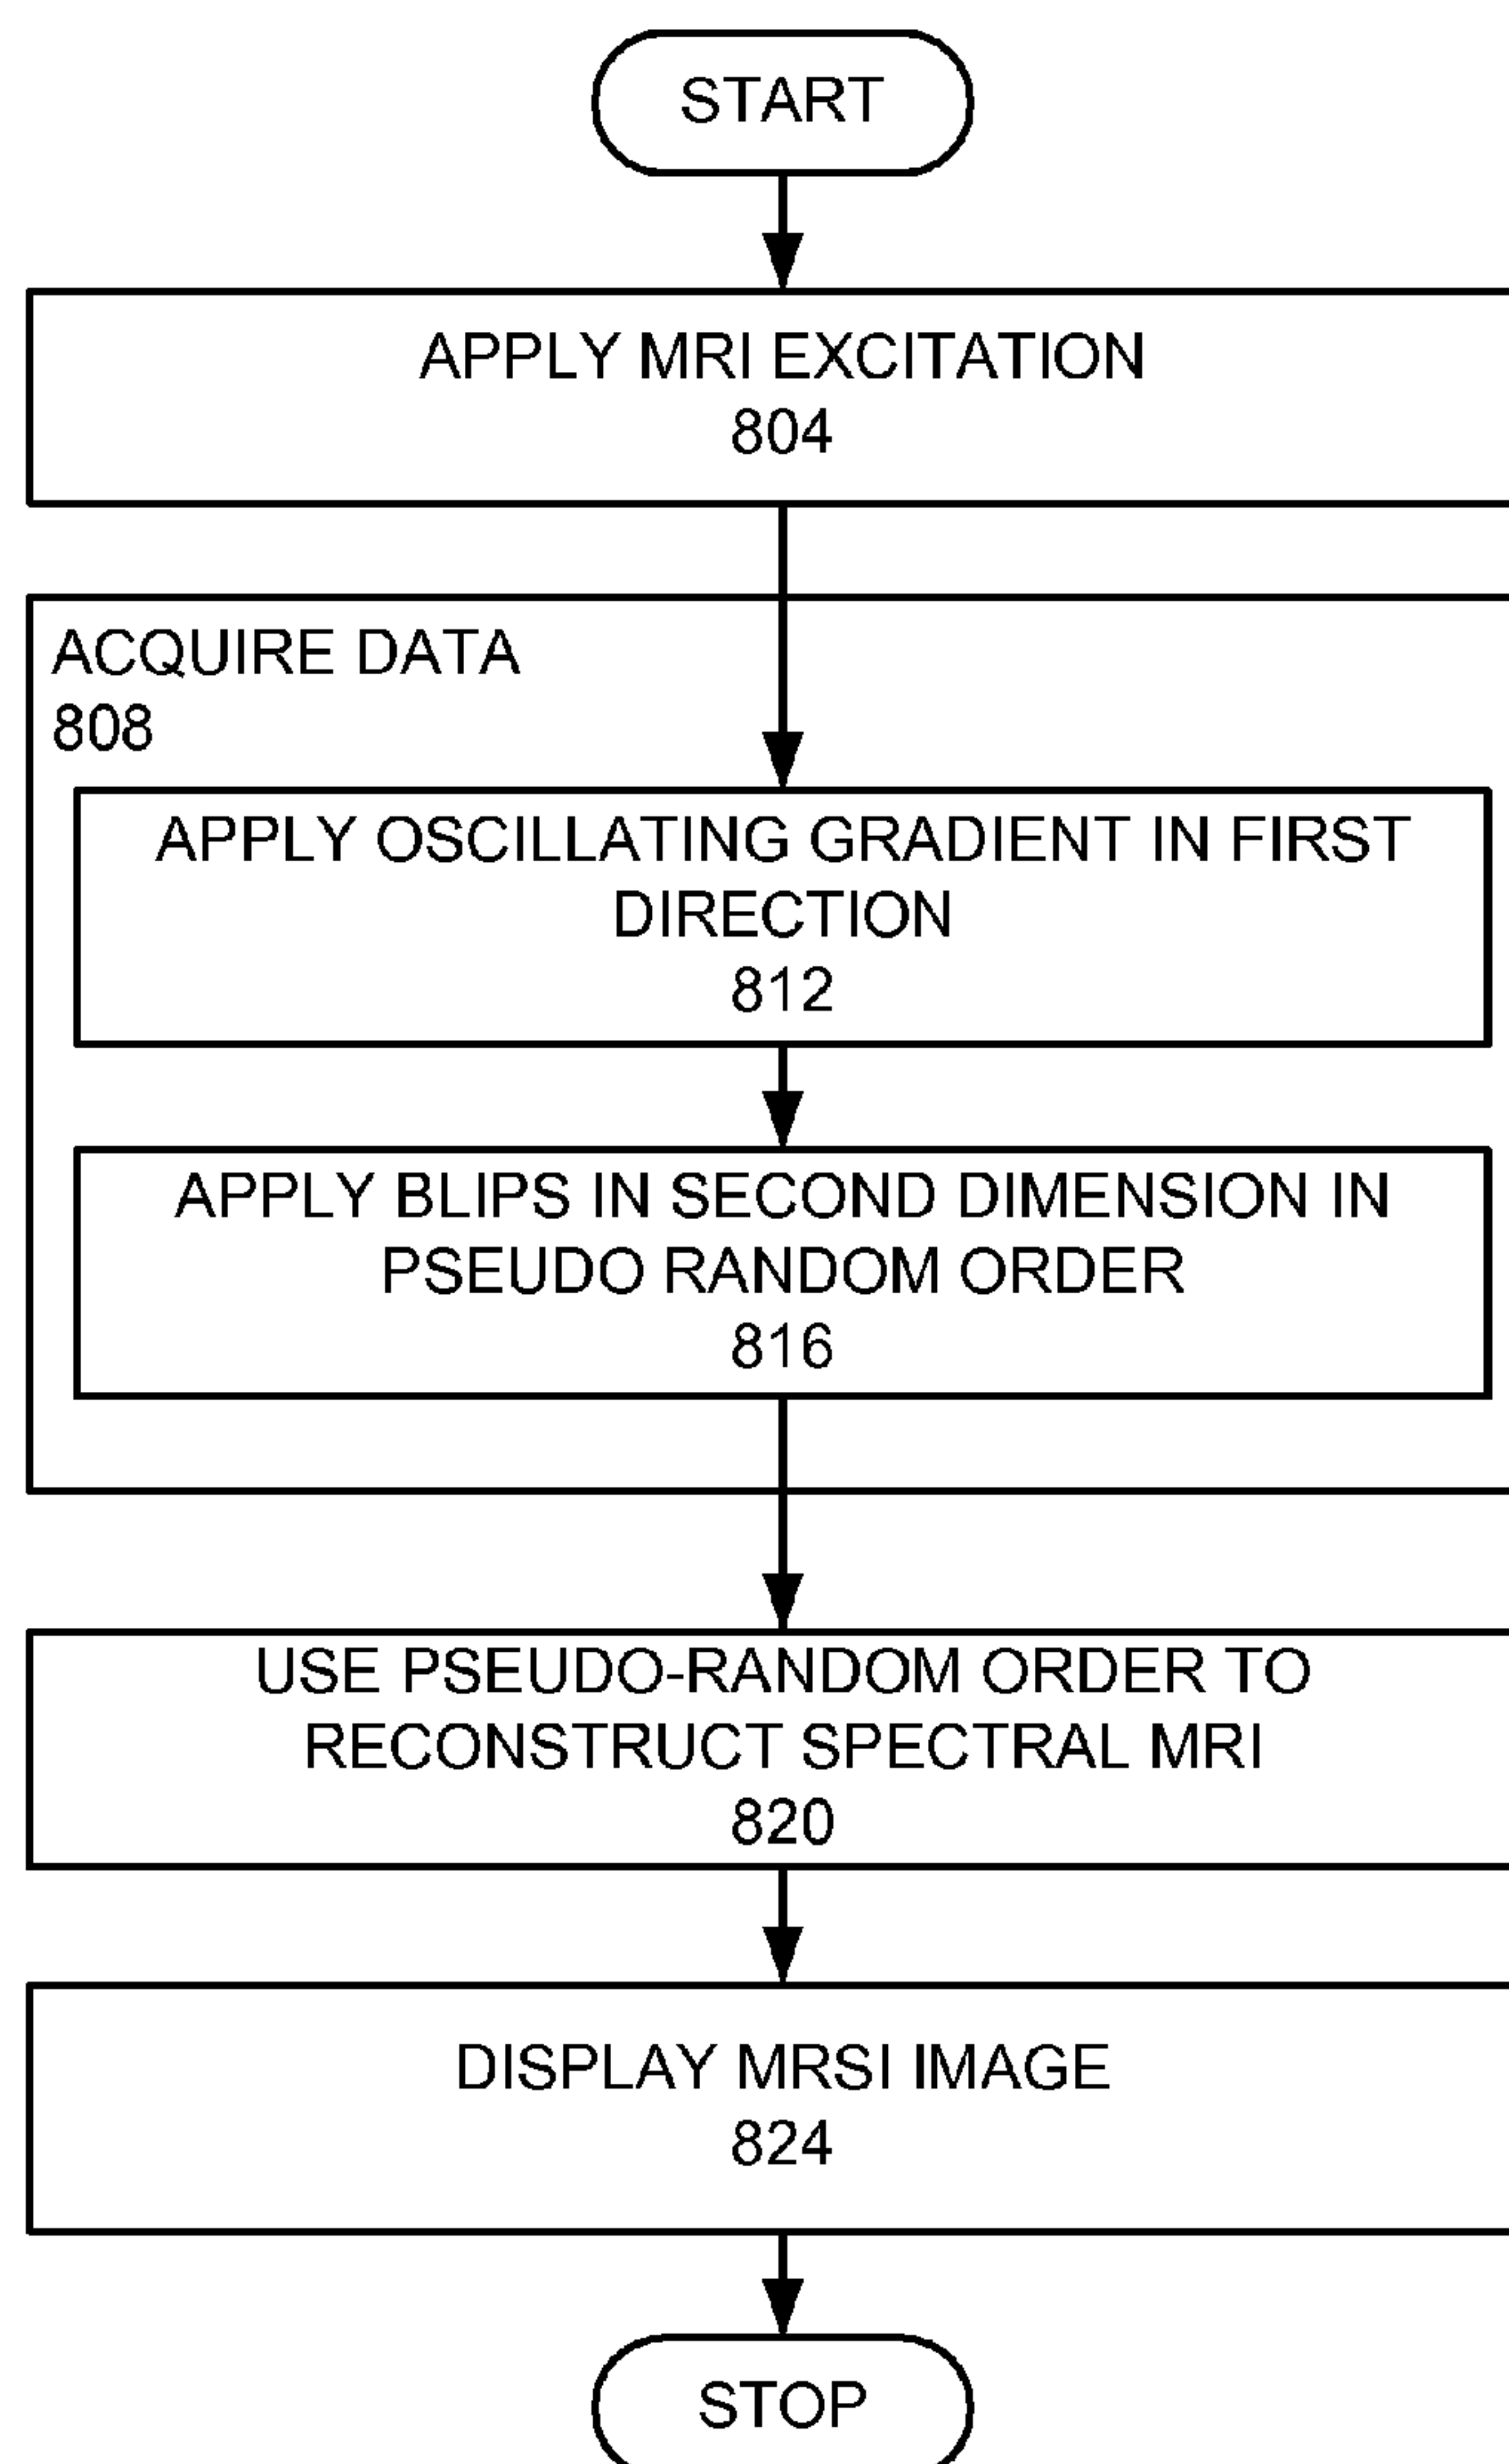 START
APPLY MRI EXCITATION
804
ACQUIRE DATA
808
APPLY OSCILLATING GRADIENT IN FIRST
DIRECTION
812
APPLY BLIPS IN SECOND DIMENSION IN
PSEUDO RANDOM ORDER
816
USE PSEUDO-RANDOM ORDER TO
RECONSTRUCT SPECTRAL MRI
820
DISPLAY MRSI IMAGE
824
STOP